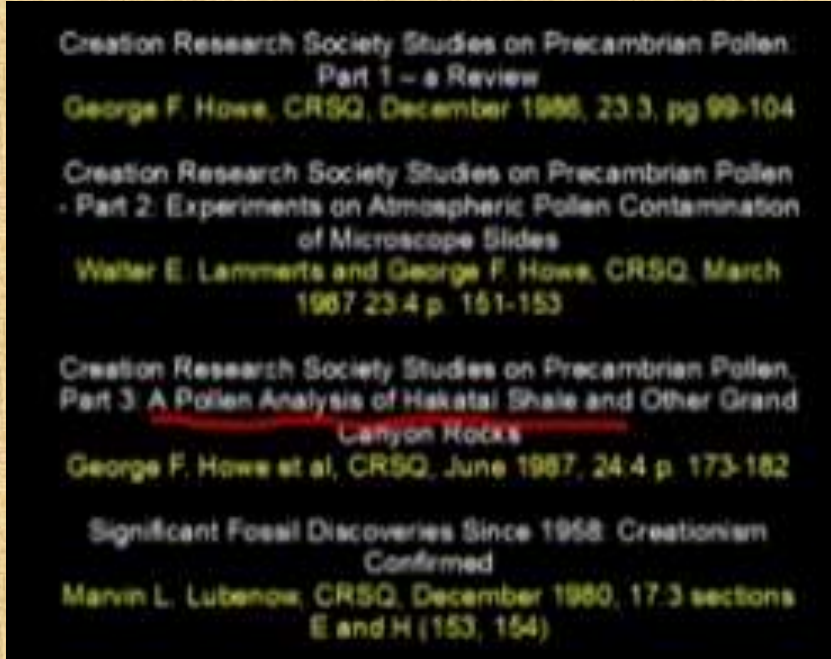 Creation Research Society Studies on Precambrian Pollen:
Part 1 – a Review
George F. Howe, CRSQ, December 1986, 23:3, pg 99-104
Creation Research Society Studies on Precambrian Pollen
- Part 2: Experiments on Atmospheric Pollen Contamination
of Microscope Slides
Walter E. Lammerts and George F. Howe, CRSQ, March
1987 23:4 p. 151-153
Creation Research Society Studies on Precambrian Pollen,
Part 3: A Pollen Analysis of Hakatai Shale and Other Grand
Canyon Rocks
George F. Howe et al, CRSQ, June 1987, 24:4 p. 173-182
Significant Fossil Discoveries Since 1958: Creationism
Confirmed
Marvin L. Lubenow, CRSQ, December 1980, 17:3 sections
E and H (153, 154)